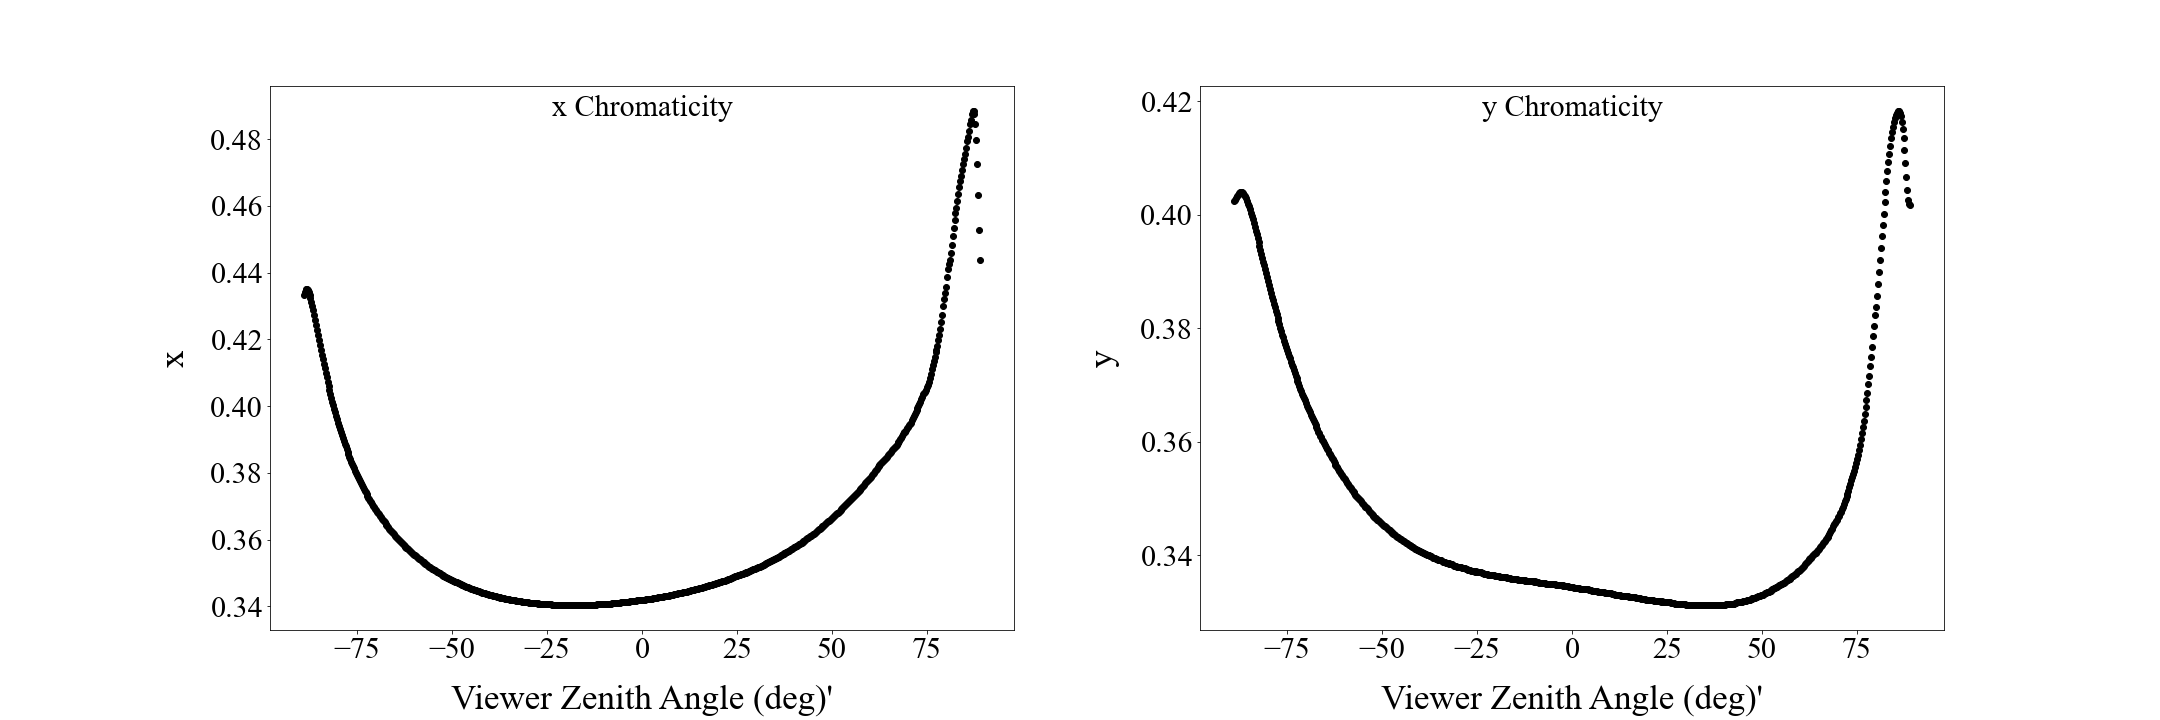 x Chromaticity
x
0.48
0.46
0.44
0.42
0.40
0.38
0.36
0.34
−75 −50 −25 0 25 50 75
Viewer Zenith Angle (deg)'
y Chromaticity
y
0.42
0.40
0.38
0.36
0.34
−75 −50 −25 0 25 50 75
Viewer Zenith Angle (deg)'